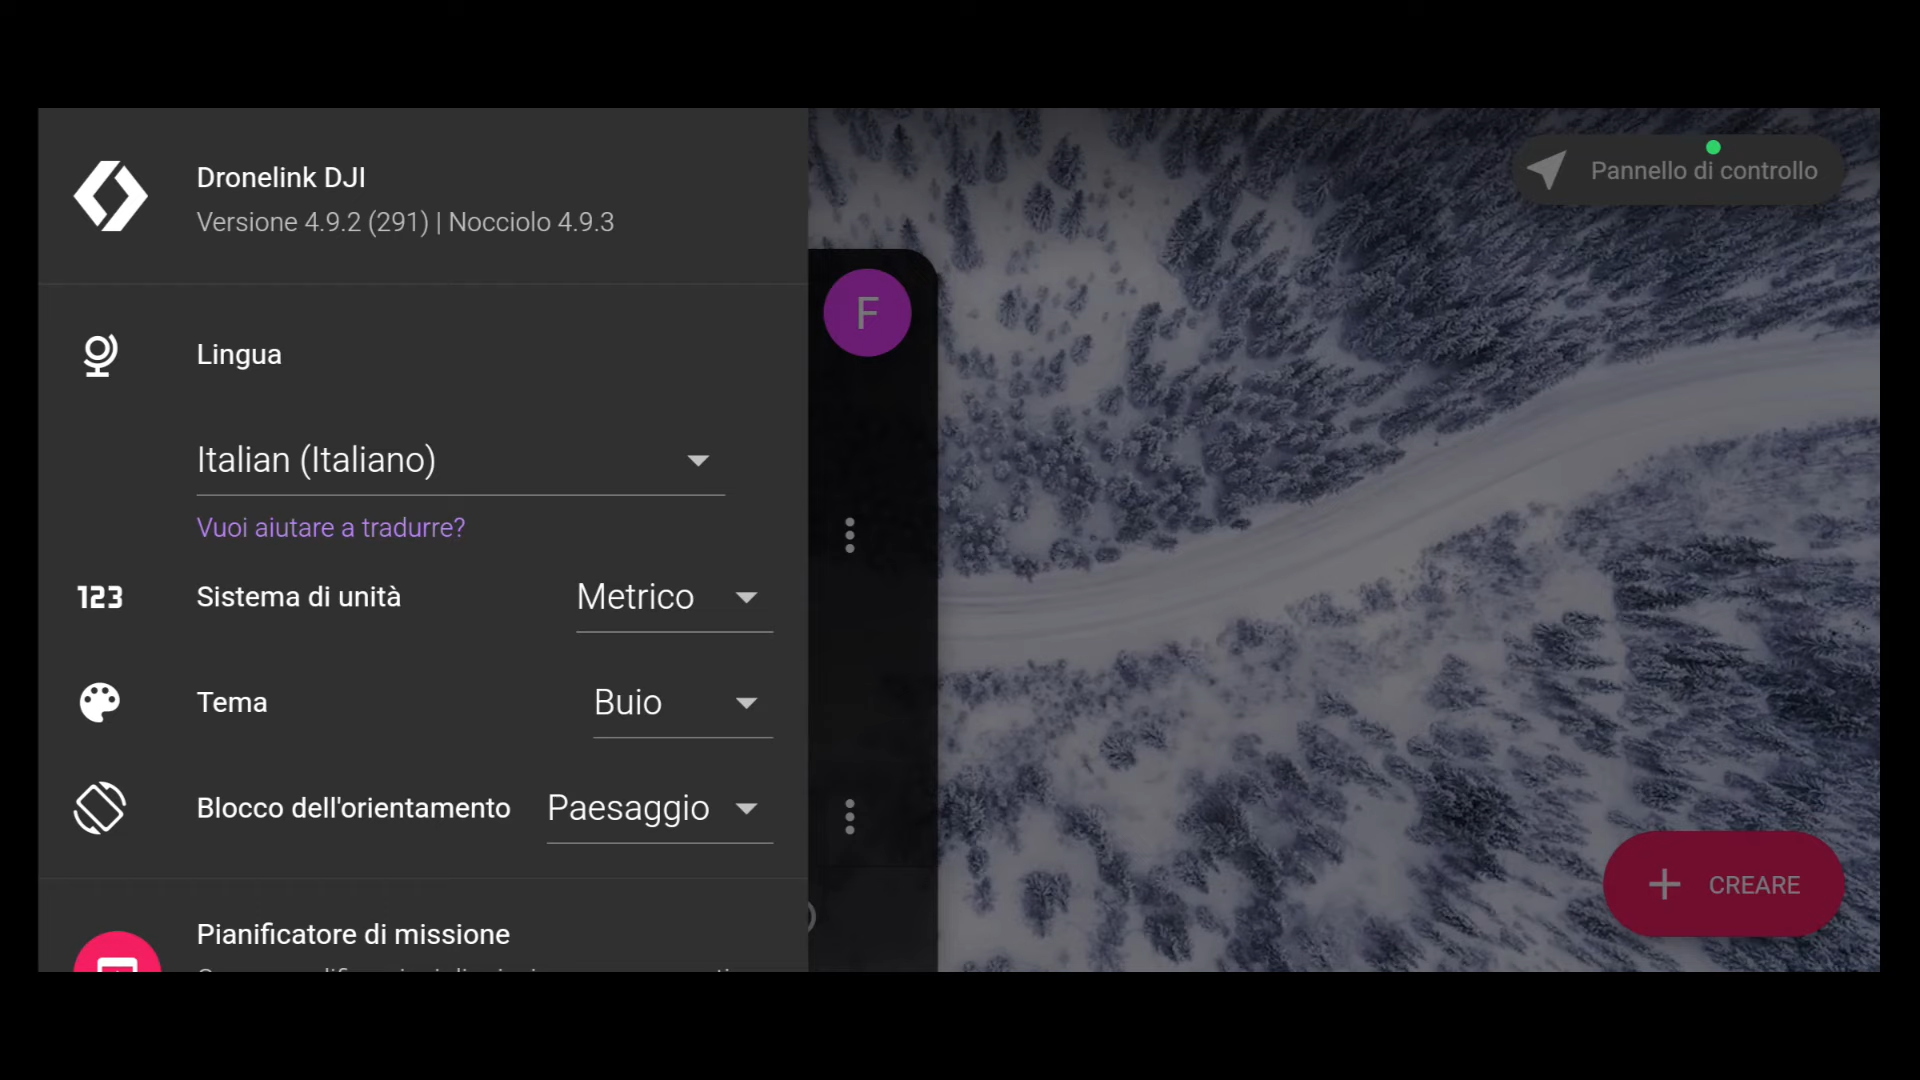 Dronelink DJI
Versione 4.9.2 (291) | Nocciolo 4.9.3
Pannello di controllo
F
Lingua
Italian (Italiano)
Vuoi aiutare a tradurre?
123 Sistema di unità Metrico
Tema Buio
Blocco dell'orientamento Paesaggio
CREARE
Pianificatore di missione